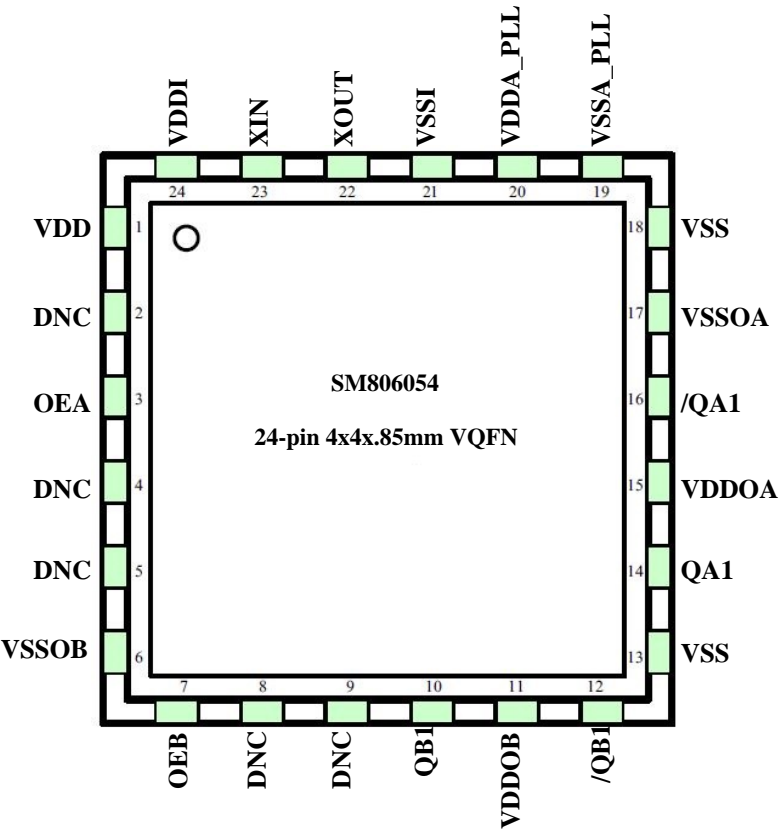 VDDI
XIN
XOUT
VSSI
VDDA_PLL
VSSA_PLL
24
23
22
21
20
19
VDD
1
18
VSS
DNC
2
17
VSSOA
OEA
3
16
/QA1
SM806054
24-pin 4x4x.85mm VQFN
DNC
4
15
VDDOA
DNC
5
14
QA1
VSSOB
6
13
VSS
7
8
9
10
11
12
OEB
DNC
DNC
QB1
VDDOB
/QB1